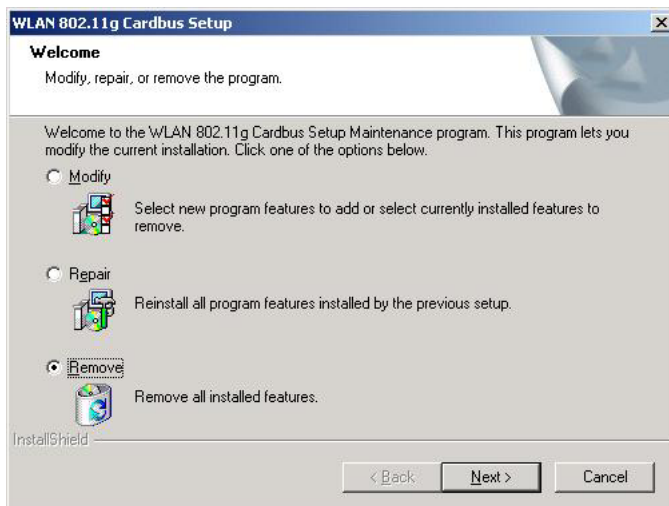 WLAN 802.11g Cardbus Setup
Welcome
Modify, repair, or remove the program.
Welcome to the WLAN 802.11g Cardbus Setup Maintenance program. This program lets you
modify the current installation. Click one of the options below.
Modify
Select new program features to add or select currently installed features to
remove.
Repair
Reinstall all program features installed by the previous setup.
Remove
Remove all installed features.
InstallShield
< Back Next > Cancel